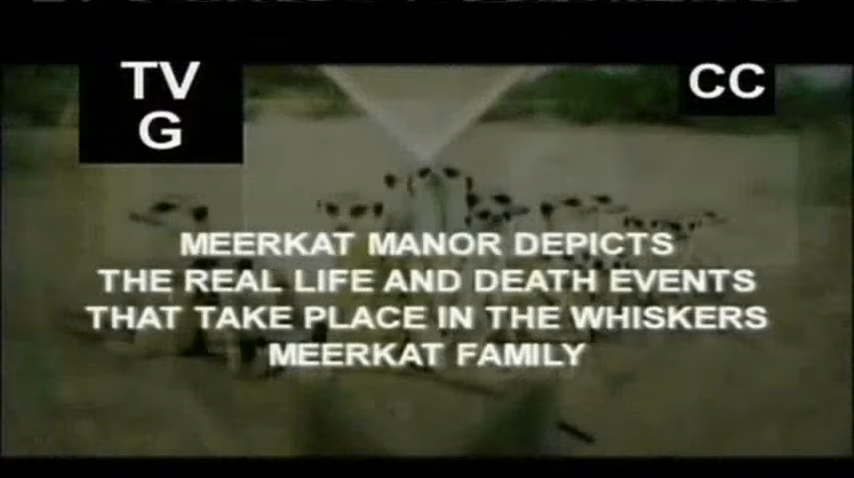 TV
G
CC
MEERKAT MANOR DEPICTS
THE REAL LIFE AND DEATH EVENTS
THAT TAKE PLACE IN THE WHISKERS
MEERKAT FAMILY